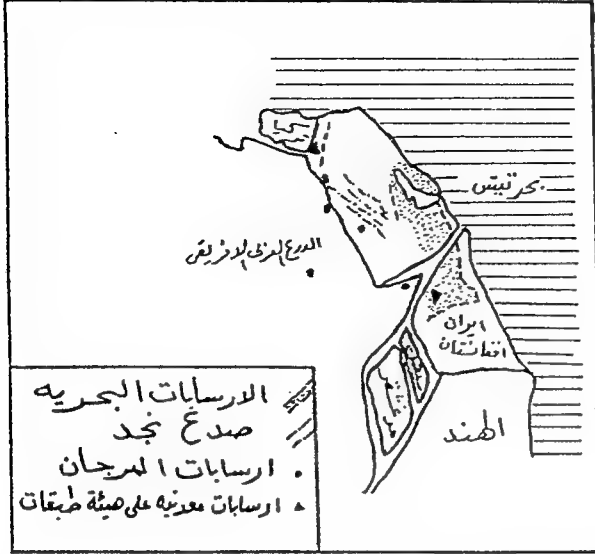 بحر تيتس
الدرع العربي الافريقي
ايران
افغانستان
الهند
مدغشقر
الارسابات البحريه
صدع نجد
ارسابات المرجان
ارسابات معدنيه على هيئة طبقات